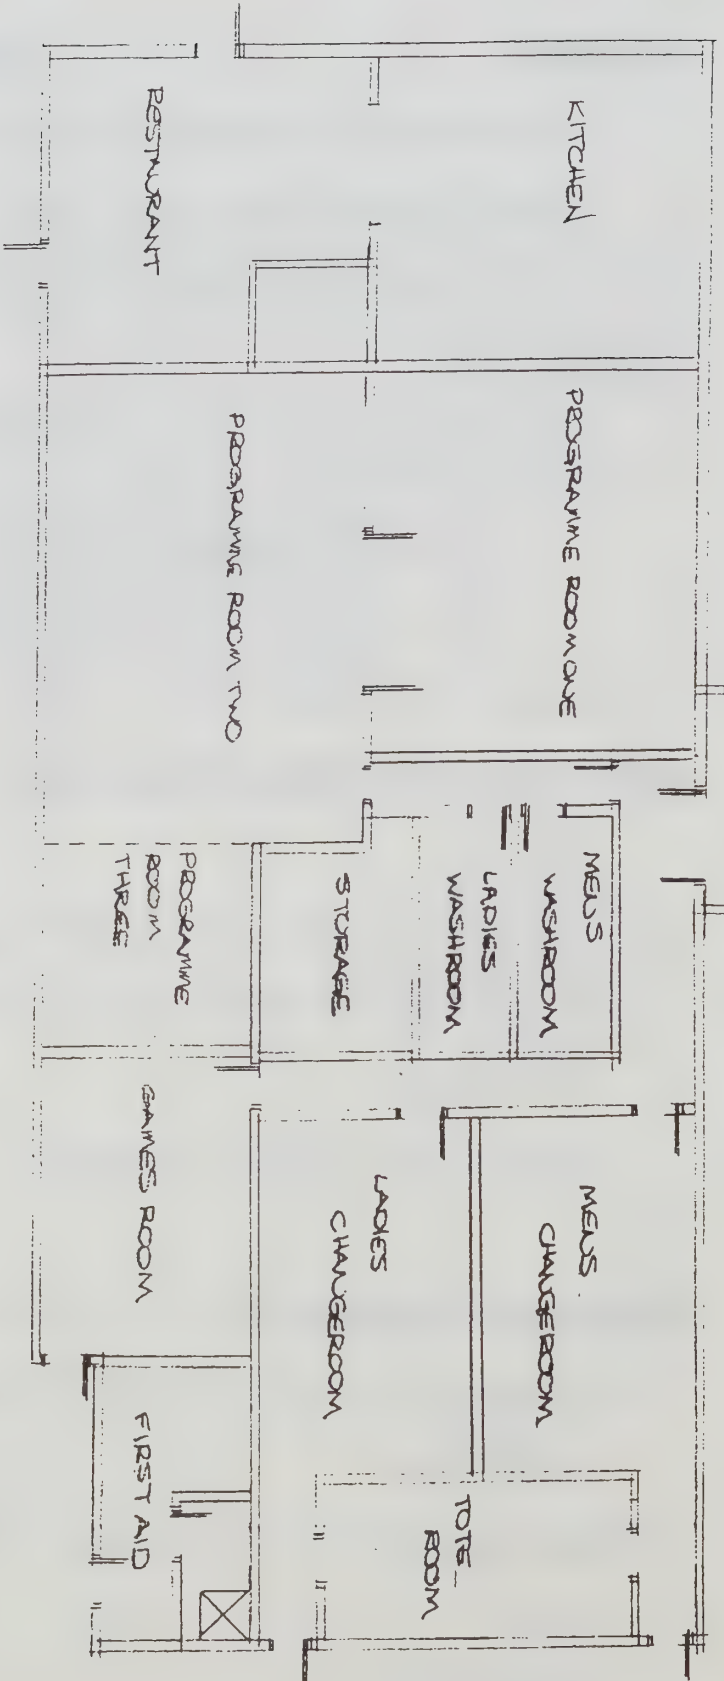 KITCHEN
RESTAURANT
PROGRAMME ROOM ONE
PROGRAMME ROOM TWO
MENS
WASHROOM
LADIES
WASHROOM
STORAGE
PROGRAMME
ROOM
THREE
MENS
CHANGEROOM
LADIES
CHANGEROOM
GAMES ROOM
TOTE
ROOM
FIRST AID